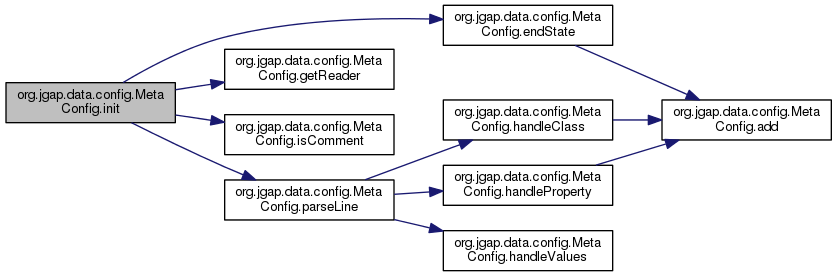 org.jgap.data.config.Meta
Config.init
org.jgap.data.config.Meta
Config.endState
org.jgap.data.config.Meta
Config.getReader
org.jgap.data.config.Meta
Config.isComment
org.jgap.data.config.Meta
Config.parseLine
org.jgap.data.config.Meta
Config.handleClass
org.jgap.data.config.Meta
Config.handleProperty
org.jgap.data.config.Meta
Config.handleValues
org.jgap.data.config.Meta
Config.add